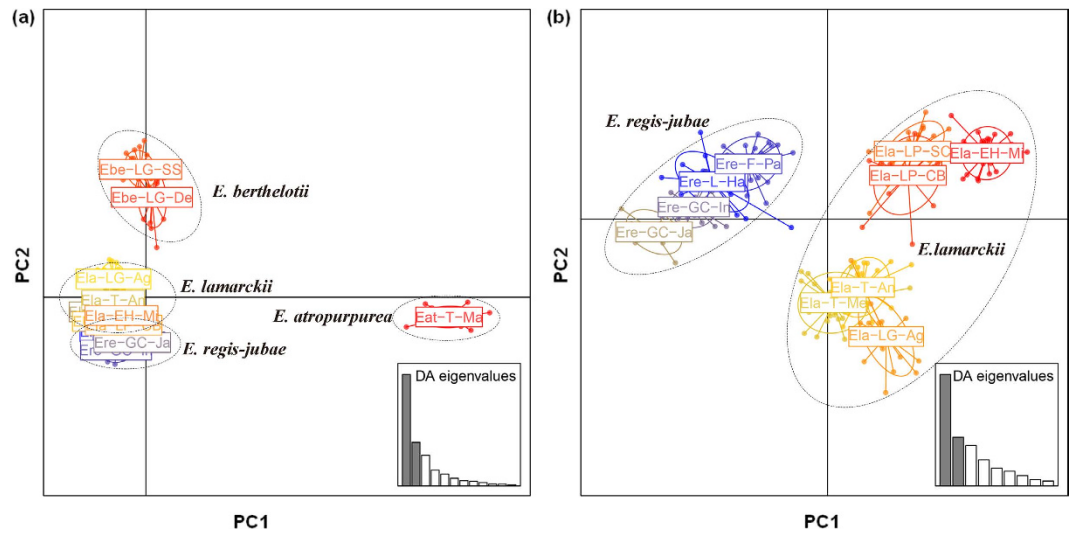 (a)
PC2
Ebe-LG-SS
Ebe-LG-De
E. berthelotii
Ela-LG-Ag
Ela-T-An
E. lamarckii
Ela-EH-Mi
Ere-GC-Ja
E. regis-jubae
E. atropurpurea
Eat-T-Ma
DA eigenvalues
PC1
(b)
PC2
E. regis-jubae
Ere-F-Pa
Ere-L-Ha
Ere-GC-In
Ere-GC-Ja
Ela-LP-SC
Ela-EH-Mi
Ela-LP-CB
E.lamarckii
Ela-T-An
Ela-T-Me
Ela-LG-Ag
DA eigenvalues
PC1